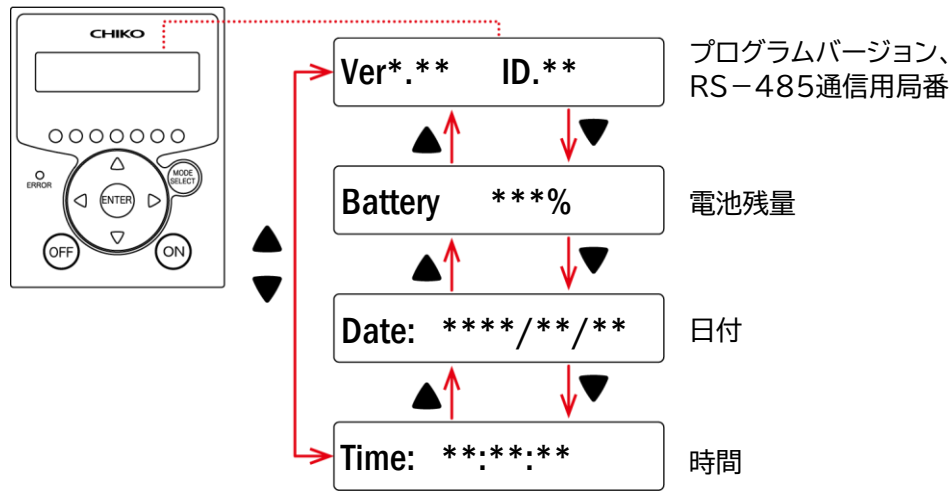 CHIKO
ERROR
MODE
SELECT
ENTER
OFF
ON
Ver*.** ID.**
プログラムバージョン、
RS−485通信用局番
Battery ***%
電池残量
Date: ****/**/**
日付
Time: **:**:**
時間